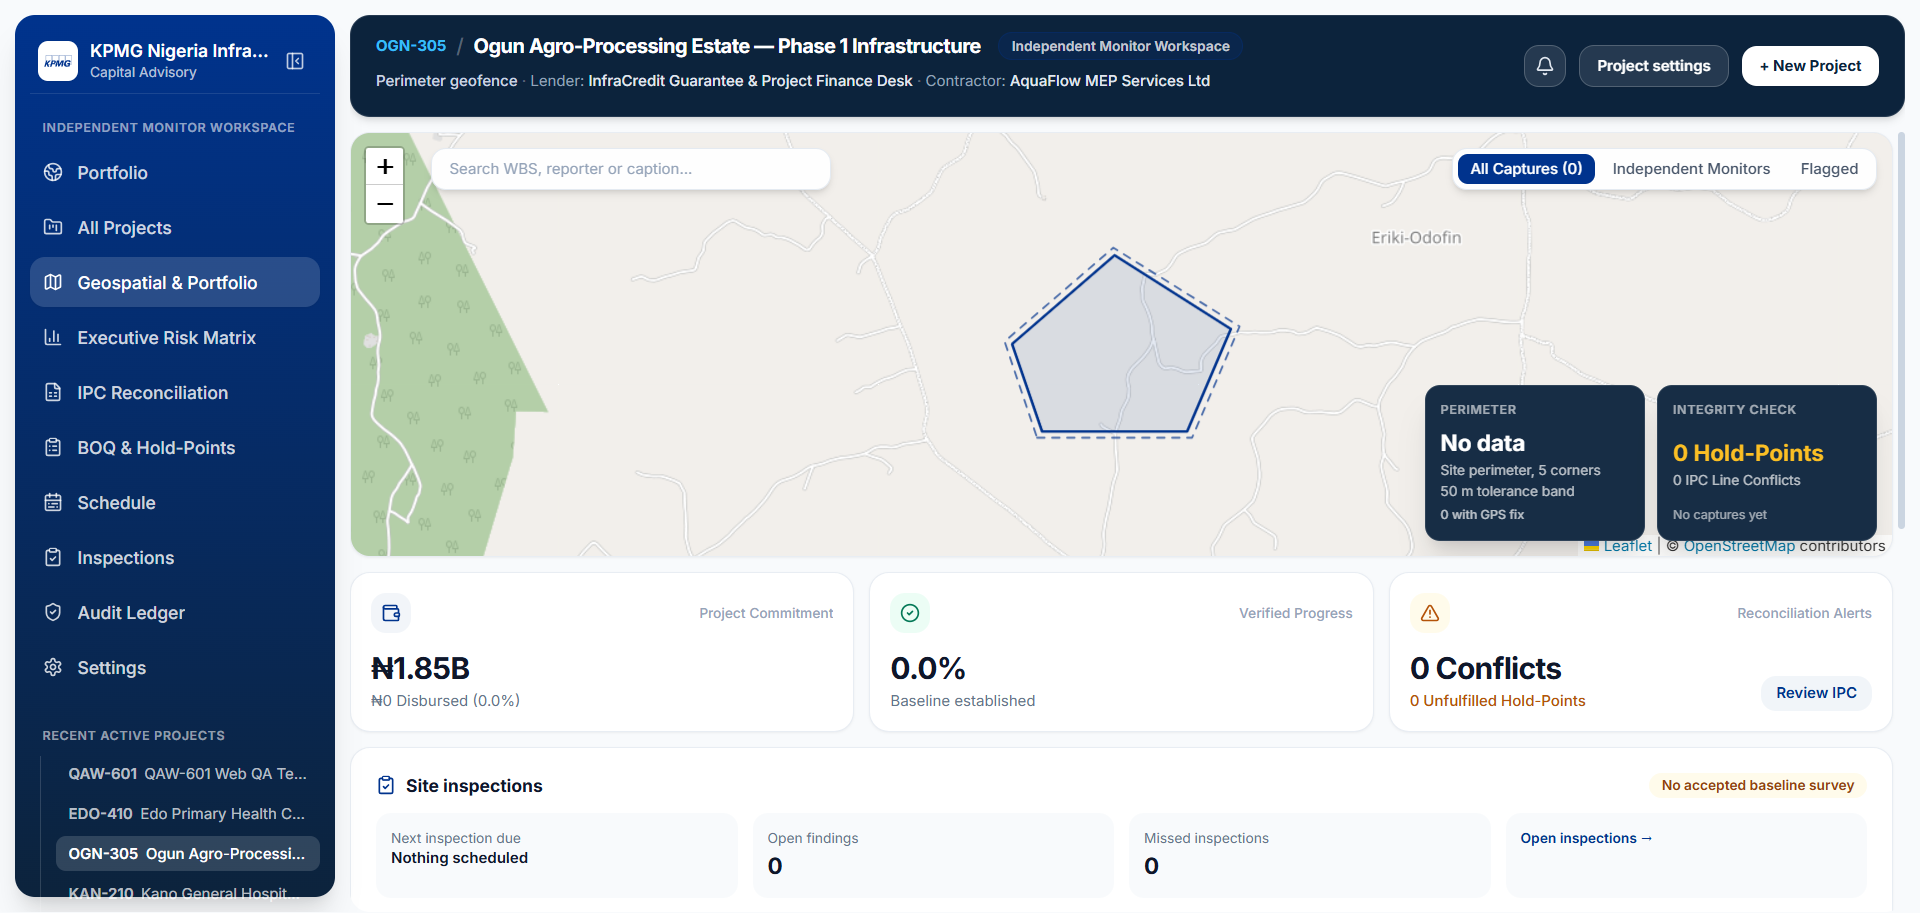 KPMG
KPMG Nigeria Infra...
Capital Advisory
INDEPENDENT MONITOR WORKSPACE
Portfolio
All Projects
Geospatial & Portfolio
Executive Risk Matrix
IPC Reconciliation
BOQ & Hold-Points
Schedule
Inspections
Audit Ledger
Settings
RECENT ACTIVE PROJECTS
QAW-601 QAW-601 Web QA Te...
EDO-410 Edo Primary Health C...
OGN-305 Ogun Agro-Processi...
KAN-210 Kano General Hospit...
OGN-305 / Ogun Agro-Processing Estate — Phase 1 Infrastructure Independent Monitor Workspace
Perimeter geofence · Lender: InfraCredit Guarantee & Project Finance Desk · Contractor: AquaFlow MEP Services Ltd
Project settings
+ New Project
+
−
Search WBS, reporter or caption...
All Captures (0) Independent Monitors Flagged
Eriki-Odofin
PERIMETER
No data
Site perimeter, 5 corners
50 m tolerance band
0 with GPS fix
INTEGRITY CHECK
0 Hold-Points
0 IPC Line Conflicts
No captures yet
Leaflet | © OpenStreetMap contributors
Project Commitment
₦1.85B
₦0 Disbursed (0.0%)
Verified Progress
0.0%
Baseline established
Reconciliation Alerts
0 Conflicts
0 Unfulfilled Hold-Points
Review IPC
Site inspections
No accepted baseline survey
Next inspection due
Nothing scheduled
Open findings
0
Missed inspections
0
Open inspections →